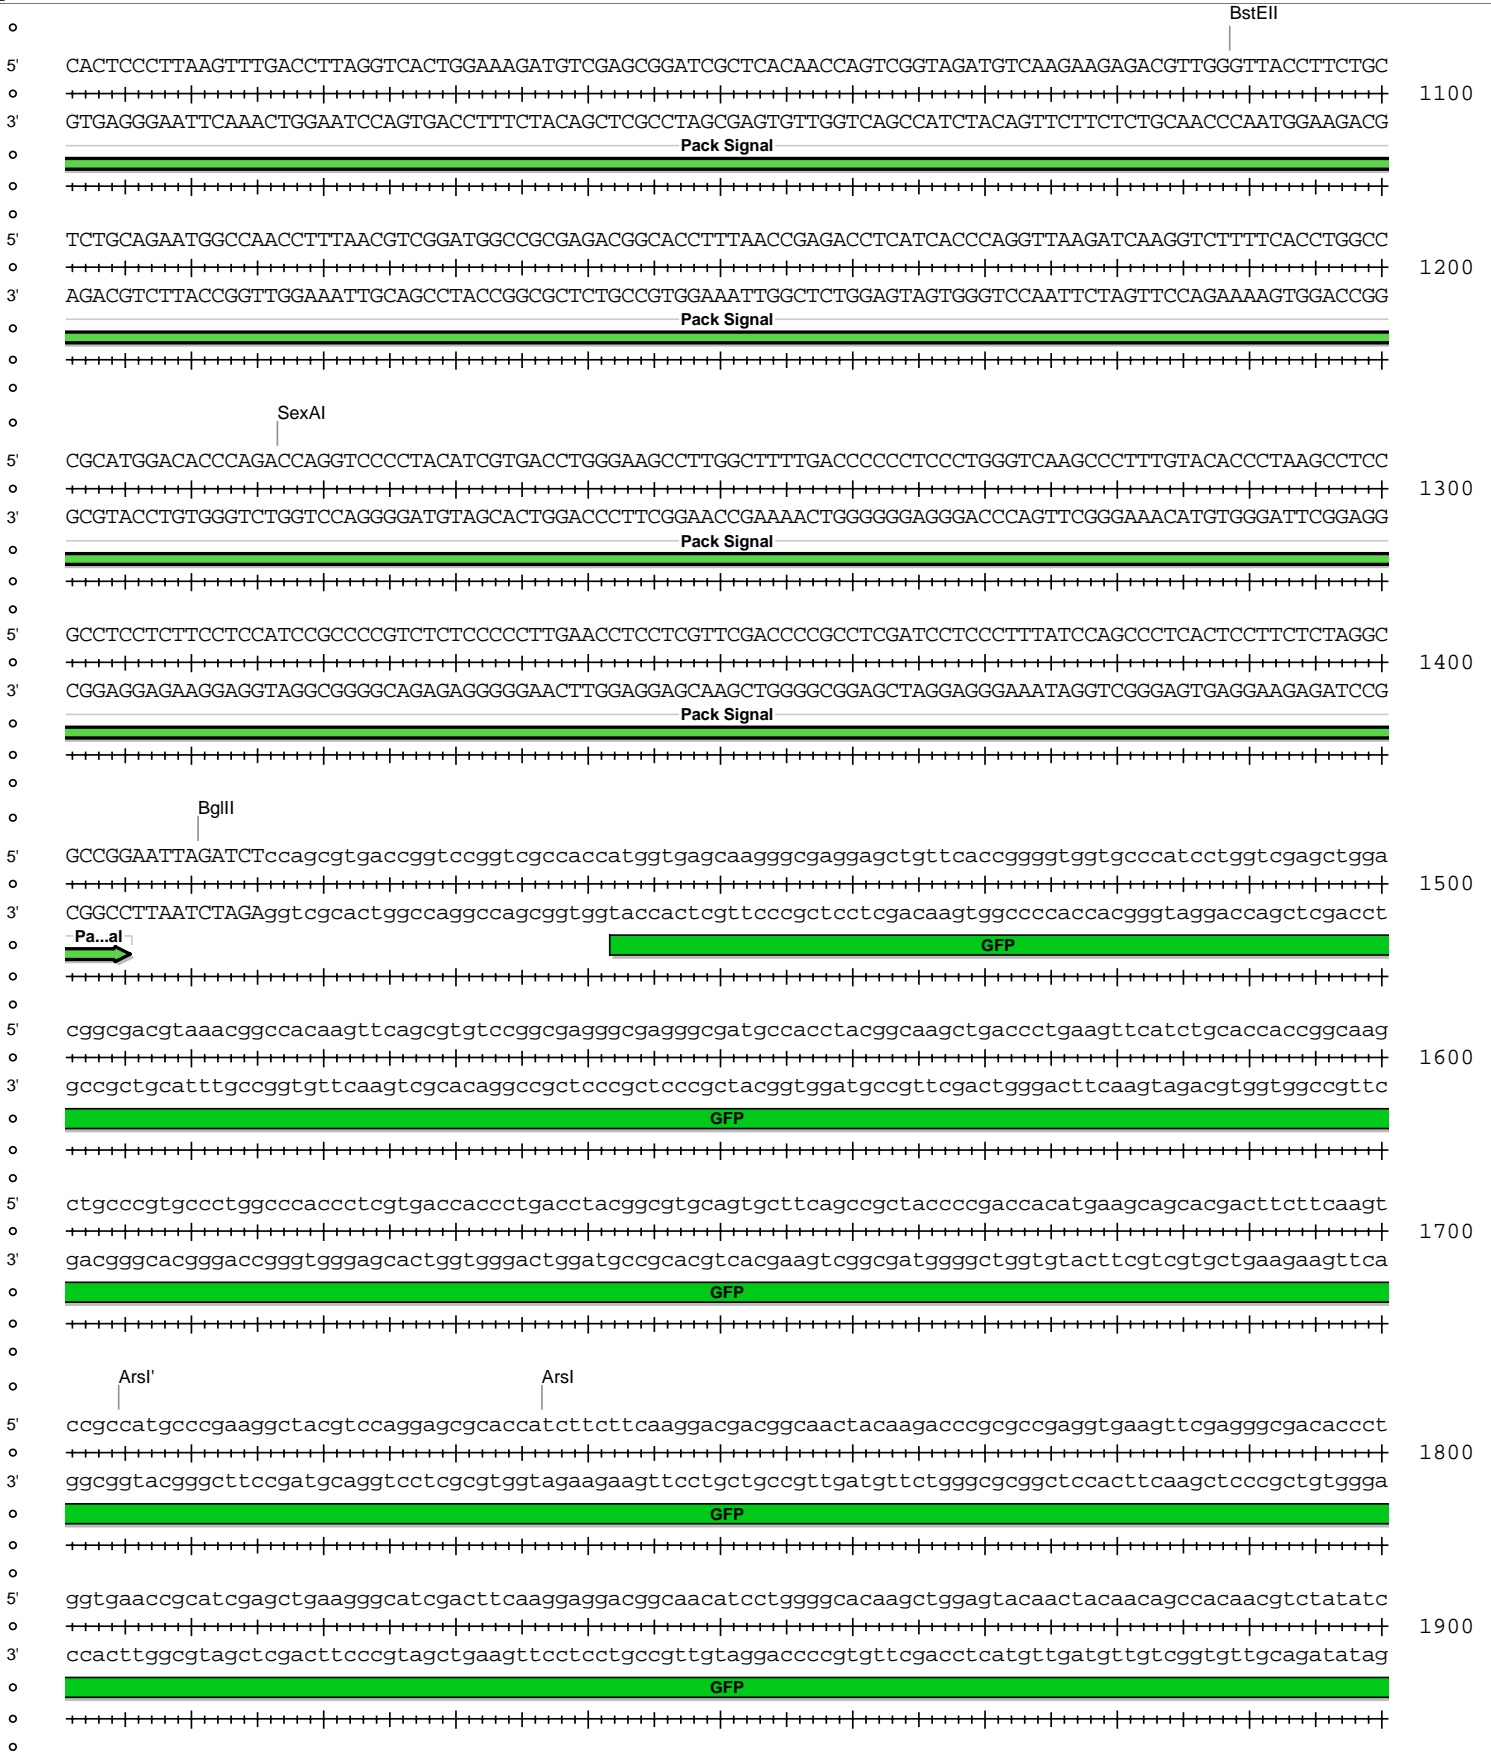 BstEII
5' CACTCCCTTAAGTTTGACCTTAGGTCACTGGAAAGATGTCGAGCGGATCGCTCACAACCAGTCGGTAGATGTCAAGAAGAGACGTTGGGTTACCTTCTGC
1100
3' GTGAGGGAATTCAAACTGGAATCCAGTGACCTTTCTACAGCTCGCCTAGCGAGTGTTGGTCAGCCATCTACAGTTCTTCTCTGCAACCCAATGGAAGACG
Pack Signal
5' TCTGCAGAATGGCCAACCTTTAACGTCGGATGGCCGCGAGACGGCACCTTTAACCGAGACCTCATCACCCAGGTTAAGATCAAGGTCTTTTCACCTGGCC
1200
3' AGACGTCTTACCGGTTGGAAATTGCAGCCTACCGGCGCTCTGCCGTGGAAATTGGCTCTGGAGTAGTGGGTCCAATTCTAGTTCCAGAAAAGTGGACCGG
Pack Signal
SexAI
5' CGCATGGACACCCAGACCAGGTCCCCTACATCGTGACCTGGGAAGCCTTGGCTTTTGACCCCCCTCCCTGGGTCAAGCCCTTTGTACACCCTAAGCCTCC
1300
3' GCGTACCTGTGGGTCTGGTCCAGGGGATGTAGCACTGGACCCTTCGGAACCGAAAACTGGGGGGAGGGACCCAGTTCGGGAAACATGTGGGATTCGGAGG
Pack Signal
5' GCCTCCTCTTCCTCCATCCGCCCCGTCTCTCCCCCTTGAACCTCCTCGTTCGACCCCGCCTCGATCCTCCCTTTATCCAGCCCTCACTCCTTCTCTAGGC
1400
3' CGGAGGAGAAGGAGGTAGGCGGGGCAGAGAGGGGGAACTTGGAGGAGCAAGCTGGGGCGGAGCTAGGAGGGAAATAGGTCGGGAGTGAGGAAGAGATCCG
Pack Signal
BglII
5' GCCGGAATTAGATCTccagcgtgaccggtccggtcgccaccatggtgagcaagggcgaggagctgttcaccggggtggtgcccatcctggtcgagctgga
1500
3' CGGCCTTAATCTAGAggtcgcactggccaggccagcggtggtaccactcgttcccgctcctcgacaagtggccccaccacgggtaggaccagctcgacct
Pa...al GFP
5' cggcgacgtaaacggccacaagttcagcgtgtccggcgagggcgagggcgatgccacctacggcaagctgaccctgaagttcatctgcaccaccggcaag
1600
3' gccgctgcatttgccggtgttcaagtcgcacaggccgctcccgctcccgctacggtggatgccgttcgactgggacttcaagtagacgtggtggccgttc
GFP
5' ctgcccgtgccctggcccaccctcgtgaccaccctgacctacggcgtgcagtgcttcagccgctaccccgaccacatgaagcagcacgacttcttcaagt
1700
3' gacgggcacgggaccgggtgggagcactggtgggactggatgccgcacgtcacgaagtcggcgatggggctggtgtacttcgtcgtgctgaagaagttca
GFP
ArsI' ArsI
5' ccgccatgcccgaaggctacgtccaggagcgcaccatcttcttcaaggacgacggcaactacaagacccgcgccgaggtgaagttcgagggcgacaccct
1800
3' ggcggtacgggcttccgatgcaggtcctcgcgtggtagaagaagttcctgctgccgttgatgttctgggcgcggctccacttcaagctcccgctgtggga
GFP
5' ggtgaaccgcatcgagctgaagggcatcgacttcaaggaggacggcaacatcctggggcacaagctggagtacaactacaacagccacaacgtctatatc
1900
3' ccacttggcgtagctcgacttcccgtagctgaagttcctcctgccgttgtaggaccccgtgttcgacctcatgttgatgttgtcggtgttgcagatatag
GFP